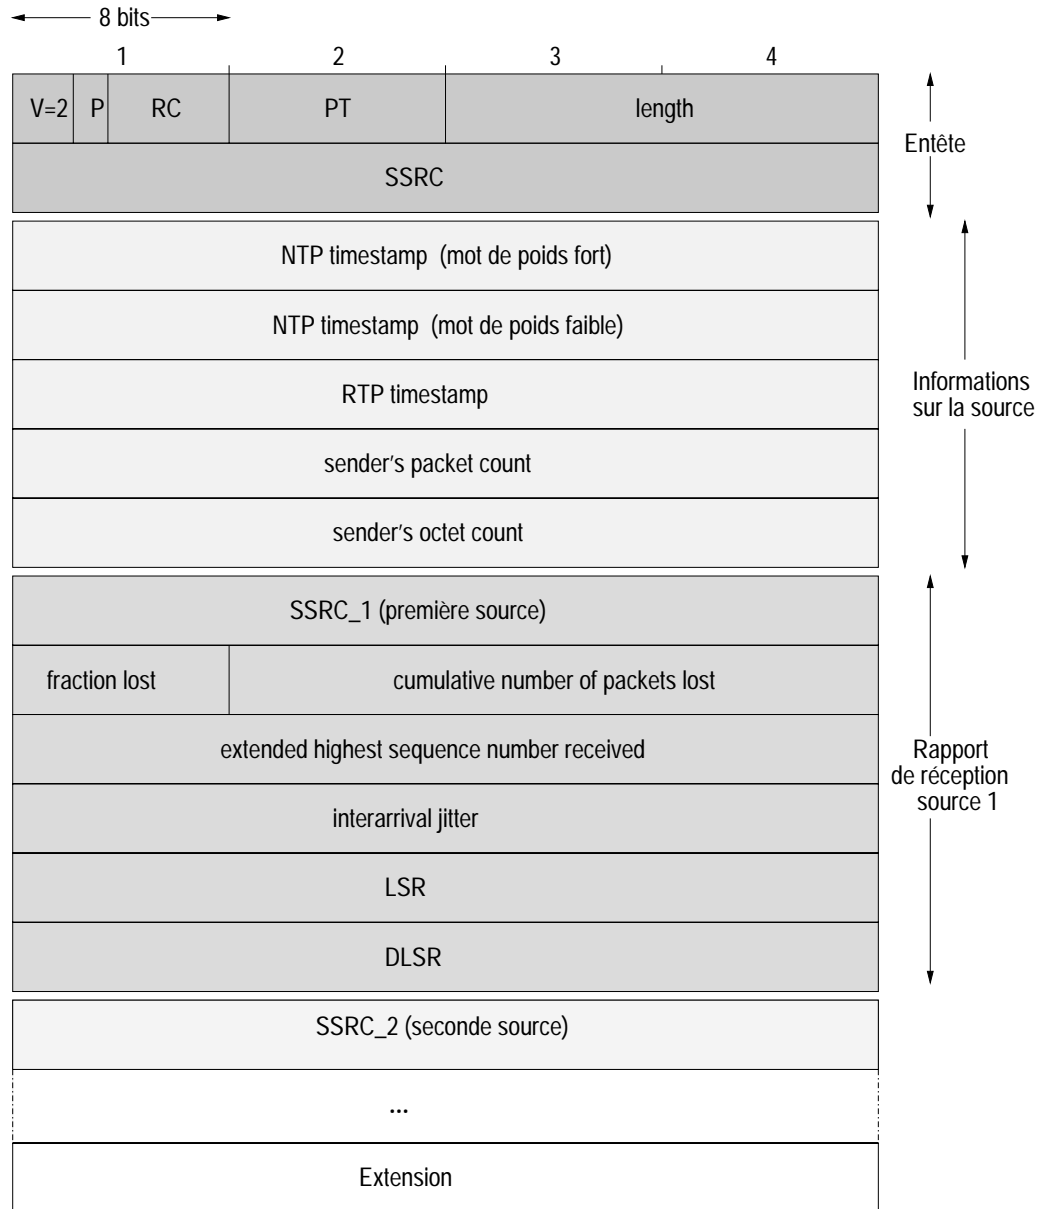 8 bits
1 2 3 4
V=2 P RC PT length
Entête
SSRC
NTP timestamp (mot de poids fort)
NTP timestamp (mot de poids faible)
RTP timestamp
Informations
sur la source
sender's packet count
sender's octet count
SSRC_1 (première source)
fraction lost cumulative number of packets lost
extended highest sequence number received
Rapport
de réception
source 1
interarrival jitter
LSR
DLSR
SSRC_2 (seconde source)
...
Extension